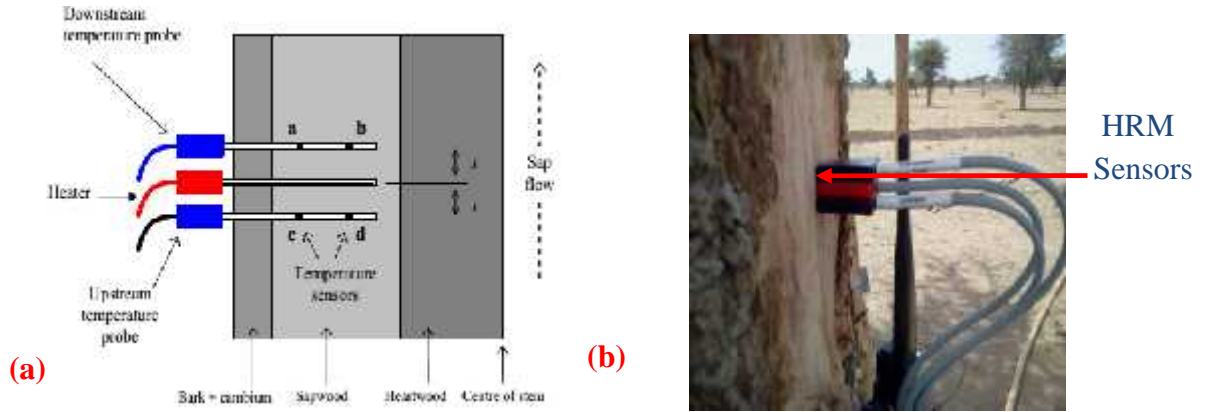 Downstream
temperature probe
a
b
Heater
Sap
flow
c
d
Temperature
sensors
Upstream
temperature
probe
(a)
Bark + cambium
Sapwood
Heartwood
Centre of stem
HRM
Sensors
(b)